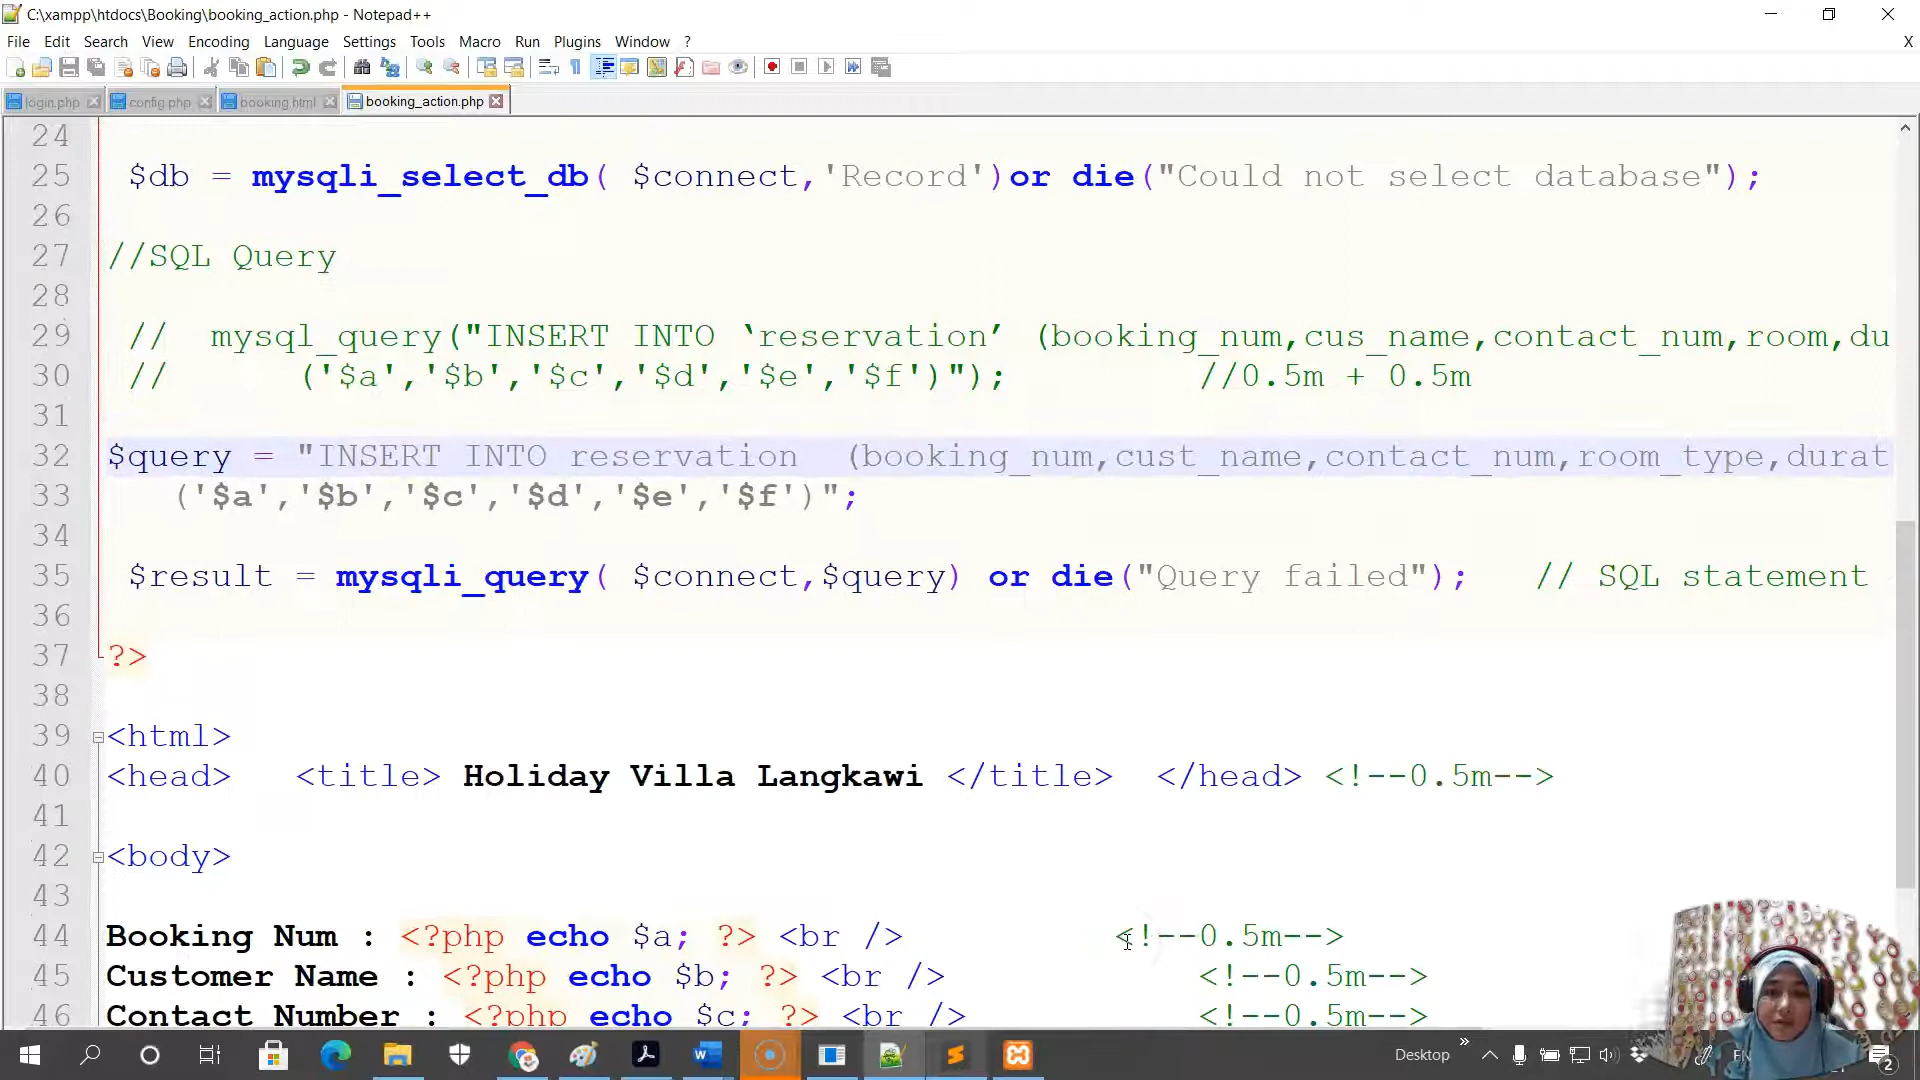 C:\xampp\htdocs\Booking\booking_action.php - Notepad++
File Edit Search View Encoding Language Settings Tools Macro Run Plugins Window ? X
login.php config.php booking.html booking_action.php
24
25 $db = mysqli_select_db( $connect,'Record')or die("Could not select database");
26
27 //SQL Query
28
29 // mysql_query("INSERT INTO ‘reservation’ (booking_num,cus_name,contact_num,room,du
30 // ('$a','$b','$c','$d','$e','$f')"); //0.5m + 0.5m
31
32 $query = "INSERT INTO reservation (booking_num,cust_name,contact_num,room_type,durat
33 ('$a','$b','$c','$d','$e','$f')";
34
35 $result = mysqli_query( $connect,$query) or die("Query failed"); // SQL statement
36
37 ?>
38
39 <html>
40 <head> <title> Holiday Villa Langkawi </title> </head> <!--0.5m-->
41
42 <body>
43
44 Booking Num : <?php echo $a; ?> <br /> <!--0.5m-->
45 Customer Name : <?php echo $b; ?> <br /> <!--0.5m-->
46 Contact Number : <?php echo $c; ?> <br /> <!--0.5m-->
Desktop » 2